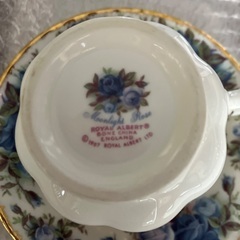 Moonlight Rose
ROYAL ALBERT®
BONE CHINA
ENGLAND
© 1987 ROYAL ALBERT LTD